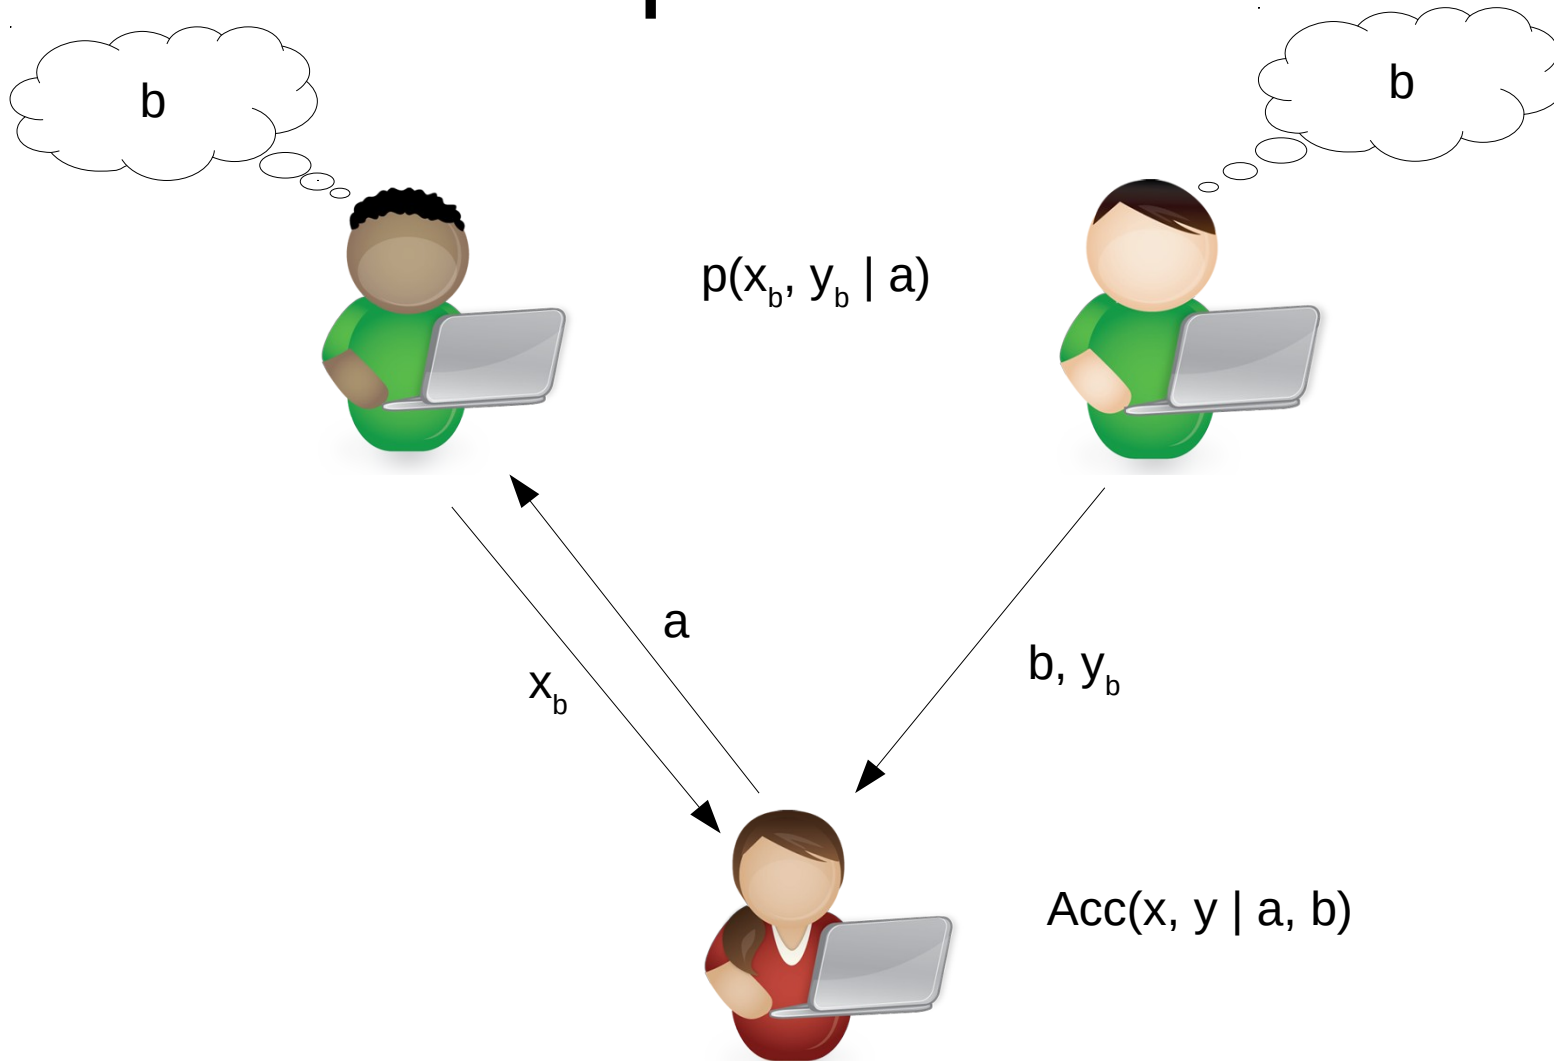 b
b
p(x_b, y_b | a)
a
x_b
b, y_b
Acc(x, y | a, b)